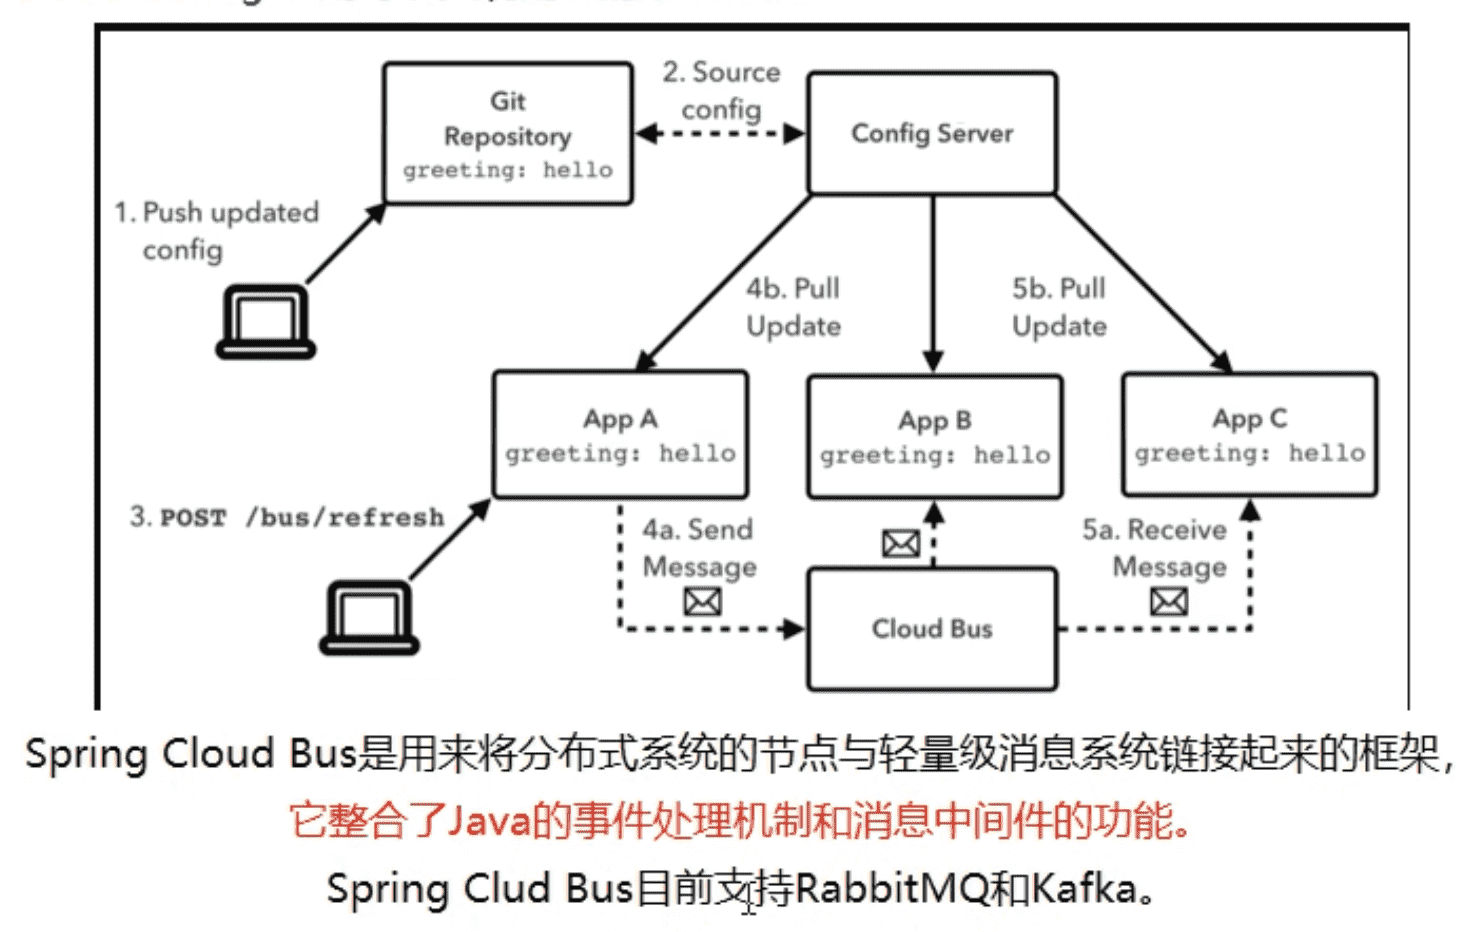 Git
Repository
greeting: hello
2. Source
config
Config Server
1. Push updated
config
4b. Pull
Update
5b. Pull
Update
App A
greeting: hello
App B
greeting: hello
App C
greeting: hello
3. POST /bus/refresh
4a. Send
Message
5a. Receive
Message
Cloud Bus
Spring Cloud Bus是用来将分布式系统的节点与轻量级消息系统链接起来的框架，
它整合了Java的事件处理机制和消息中间件的功能。
Spring Clud Bus目前支持RabbitMQ和Kafka。